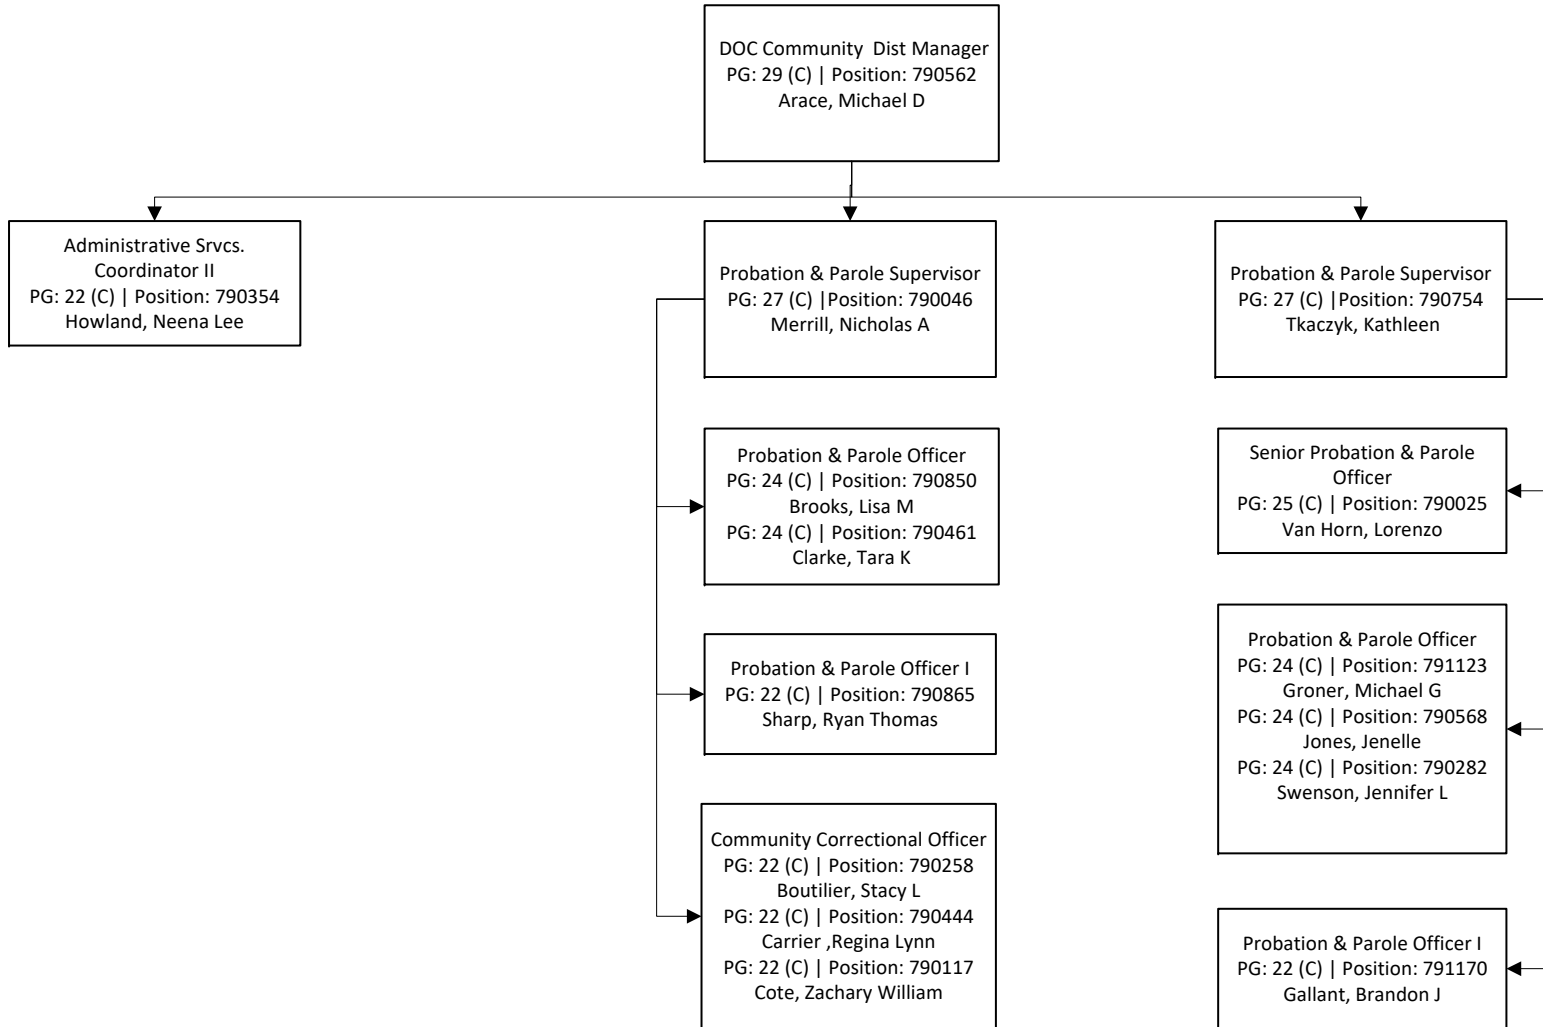 DOC Community  Dist Manager
PG: 29 (C) | Position: 790562
Arace, Michael D
Administrative Srvcs.
Coordinator II
PG: 22 (C) | Position: 790354
Howland, Neena Lee
Probation & Parole Supervisor
PG: 27 (C) |Position: 790046
Merrill, Nicholas A
Probation & Parole Supervisor
PG: 27 (C) |Position: 790754
Tkaczyk, Kathleen
Probation & Parole Officer
PG: 24 (C) | Position: 790850
Brooks, Lisa M
PG: 24 (C) | Position: 790461
Clarke, Tara K
Probation & Parole Officer I
PG: 22 (C) | Position: 790865
Sharp, Ryan Thomas
Community Correctional Officer
PG: 22 (C) | Position: 790258
Boutilier, Stacy L
PG: 22 (C) | Position: 790444
Carrier ,Regina Lynn
PG: 22 (C) | Position: 790117
Cote, Zachary William
Senior Probation & Parole
Officer
PG: 25 (C) | Position: 790025
Van Horn, Lorenzo
Probation & Parole Officer
PG: 24 (C) | Position: 791123
Groner, Michael G
PG: 24 (C) | Position: 790568
Jones, Jenelle
PG: 24 (C) | Position: 790282
Swenson, Jennifer L
Probation & Parole Officer I
PG: 22 (C) | Position: 791170
Gallant, Brandon J